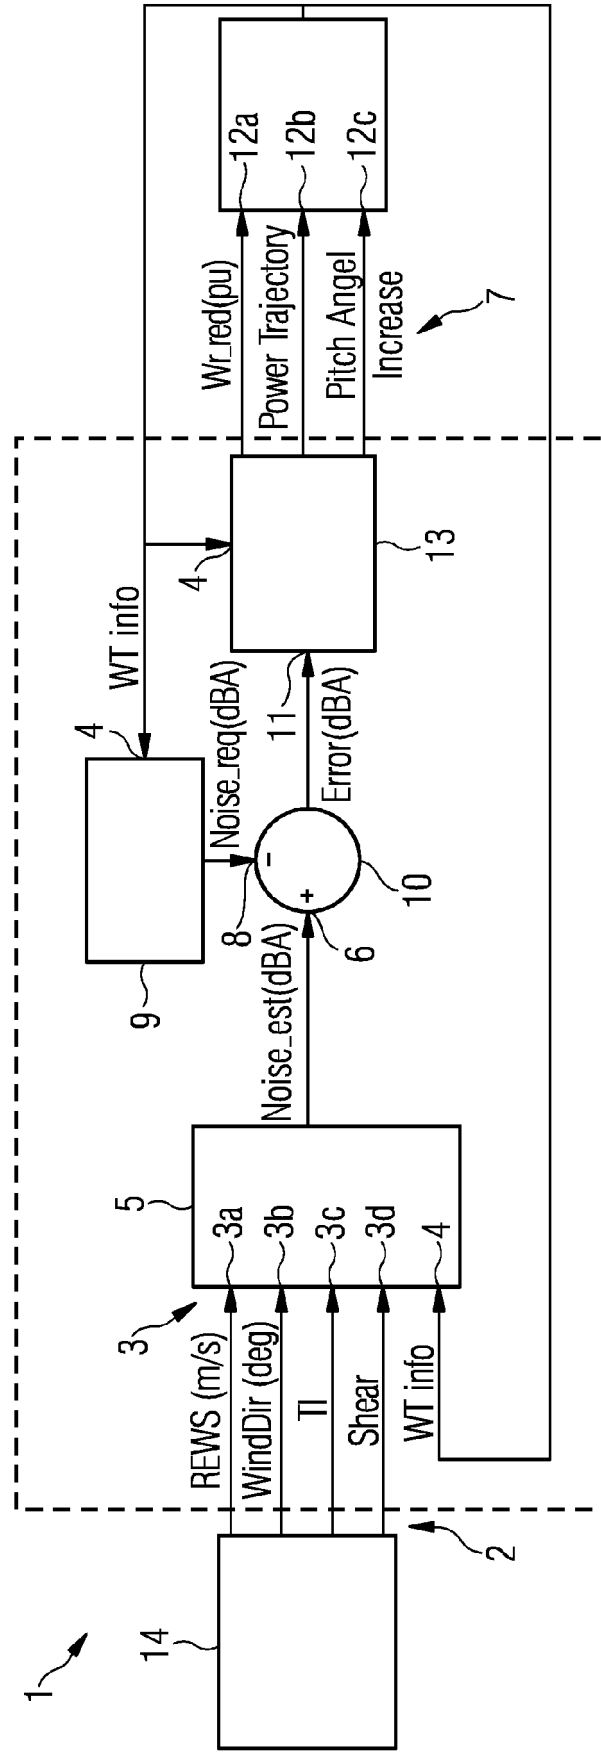 1
14
2
REWS (m/s)
WindDir (deg)
TI
Shear
WT info
3
5
3a
3b
3c
3d
4
Noise_est(dBA)
9
4
WT info
Noise_req(dBA)
8
-
+
6
10
Error(dBA)
11
4
13
Wr_red(pu)
Power Trajectory
Pitch Angel
Increase
7
12a
12b
12c